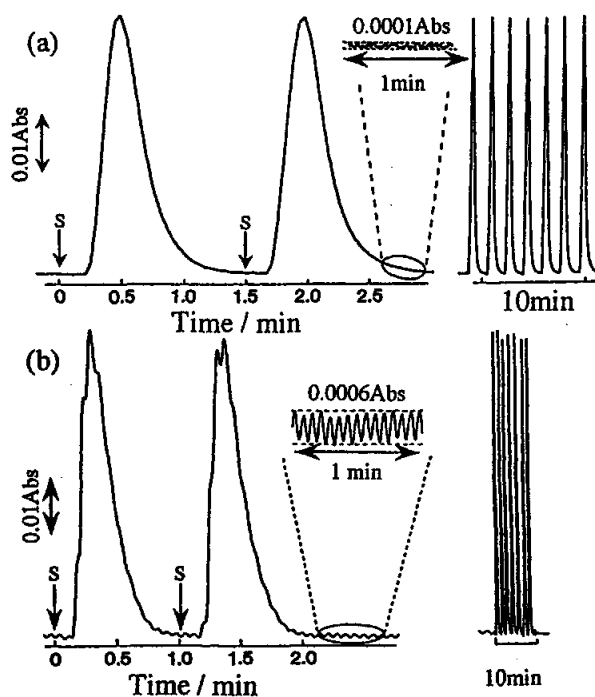 (a)
0.0001Abs
1min
0.01Abs
S
S
0 0.5 1.0 1.5 2.0 2.5
Time / min
10min
(b)
0.0006Abs
1 min
0.01Abs
S
S
0 0.5 1.0 1.5 2.0
Time / min
10min